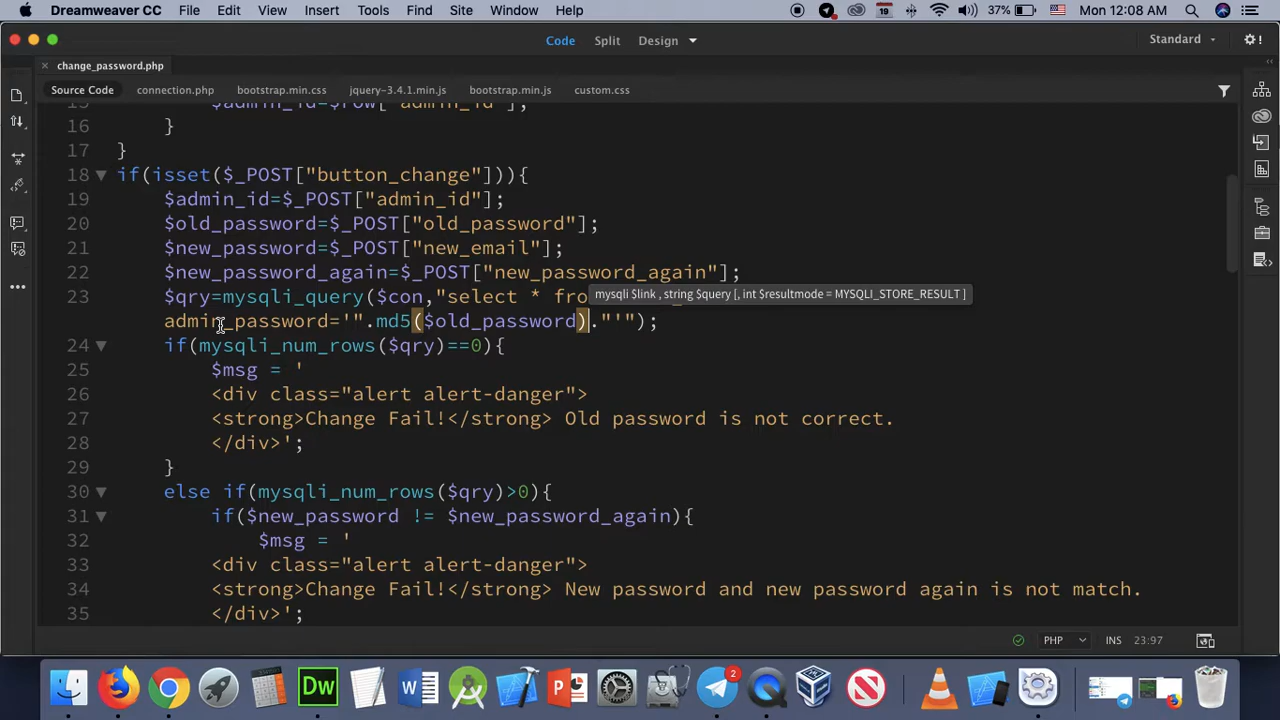 Dreamweaver CC File Edit View Insert Tools Find Site Window Help 19 37% Mon 12:08 AM
Code Split Design Standard
change_password.php
Source Code connection.php bootstrap.min.css jquery-3.4.1.min.js bootstrap.min.js custom.css
15 $admin_id=$row["admin_id"];
16 }
17 }
18 if(isset($_POST["button_change"])){
19 $admin_id=$_POST["admin_id"];
20 $old_password=$_POST["old_password"];
21 $new_password=$_POST["new_email"];
22 $new_password_again=$_POST["new_password_again"];
23 $qry=mysqli_query($con,"select * fro
mysqli $link , string $query [, int $resultmode = MYSQLI_STORE_RESULT ]
admin_password='".md5($old_password)."'");
24 if(mysqli_num_rows($qry)==0){
25 $msg = '
26 <div class="alert alert-danger">
27 <strong>Change Fail!</strong> Old password is not correct.
28 </div>';
29 }
30 else if(mysqli_num_rows($qry)>0){
31 if($new_password != $new_password_again){
32 $msg = '
33 <div class="alert alert-danger">
34 <strong>Change Fail!</strong> New password and new password again is not match.
35 </div>';
PHP INS 23:97
Dw W P 2